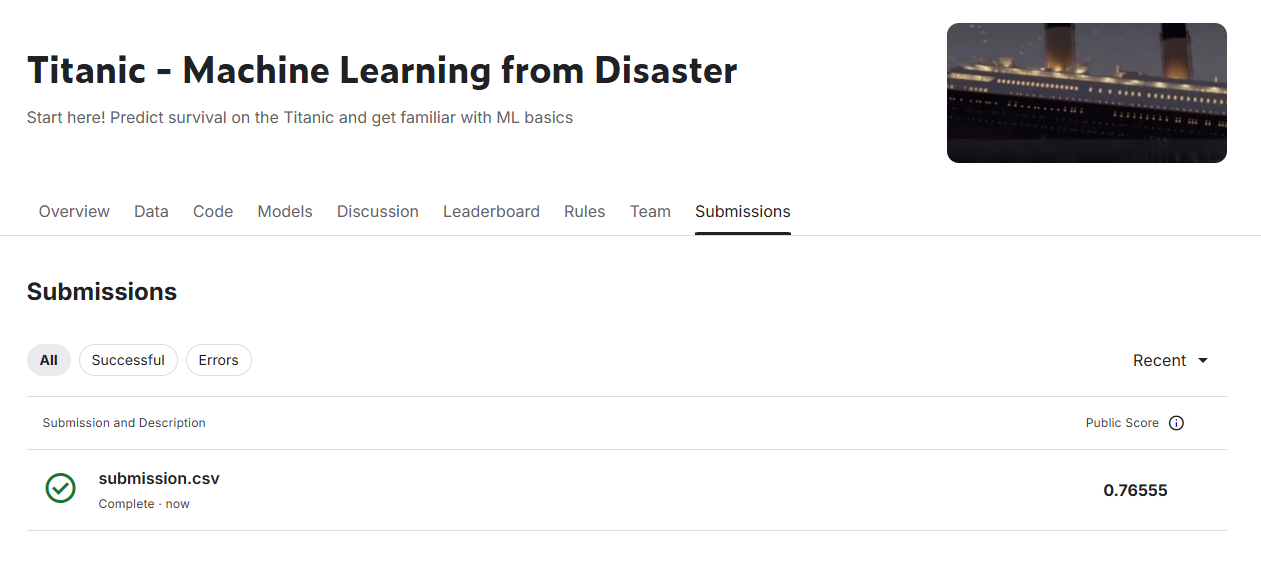 Titanic - Machine Learning from Disaster
Start here! Predict survival on the Titanic and get familiar with ML basics
Overview Data Code Models Discussion Leaderboard Rules Team Submissions
Submissions
All Successful Errors Recent
Submission and Description Public Score
submission.csv
Complete · now
0.76555